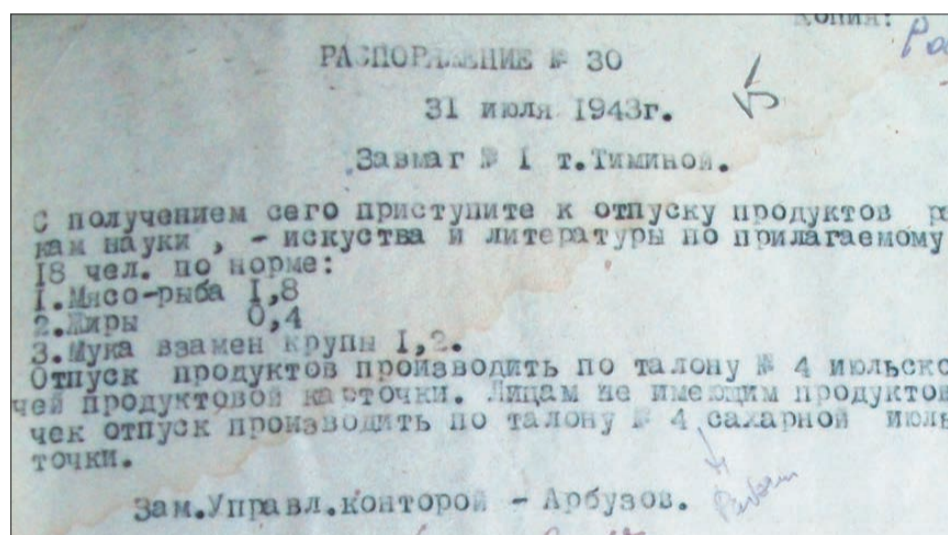 Копия:
РАСПОРЯЖЕНИЕ № 30
31 июля 1943г.
Завмаг № 1 т.Тиминой.
С получением сего приступите к отпуску продуктов р
кам науки , - искуства и литературы по прилагаемому
18 чел. по норме:
1.Мясо-рыба 1,8
2.Жиры 0,4
3.Мука взамен крупы 1,2.
Отпуск продуктов производить по талону № 4 июльско
чей продуктовой карточки. Лицам не имеющим продуктов
чек отпуск производить по талону № 4 сахарной июль
точки.
Зам.Управл.конторой - Арбузов.